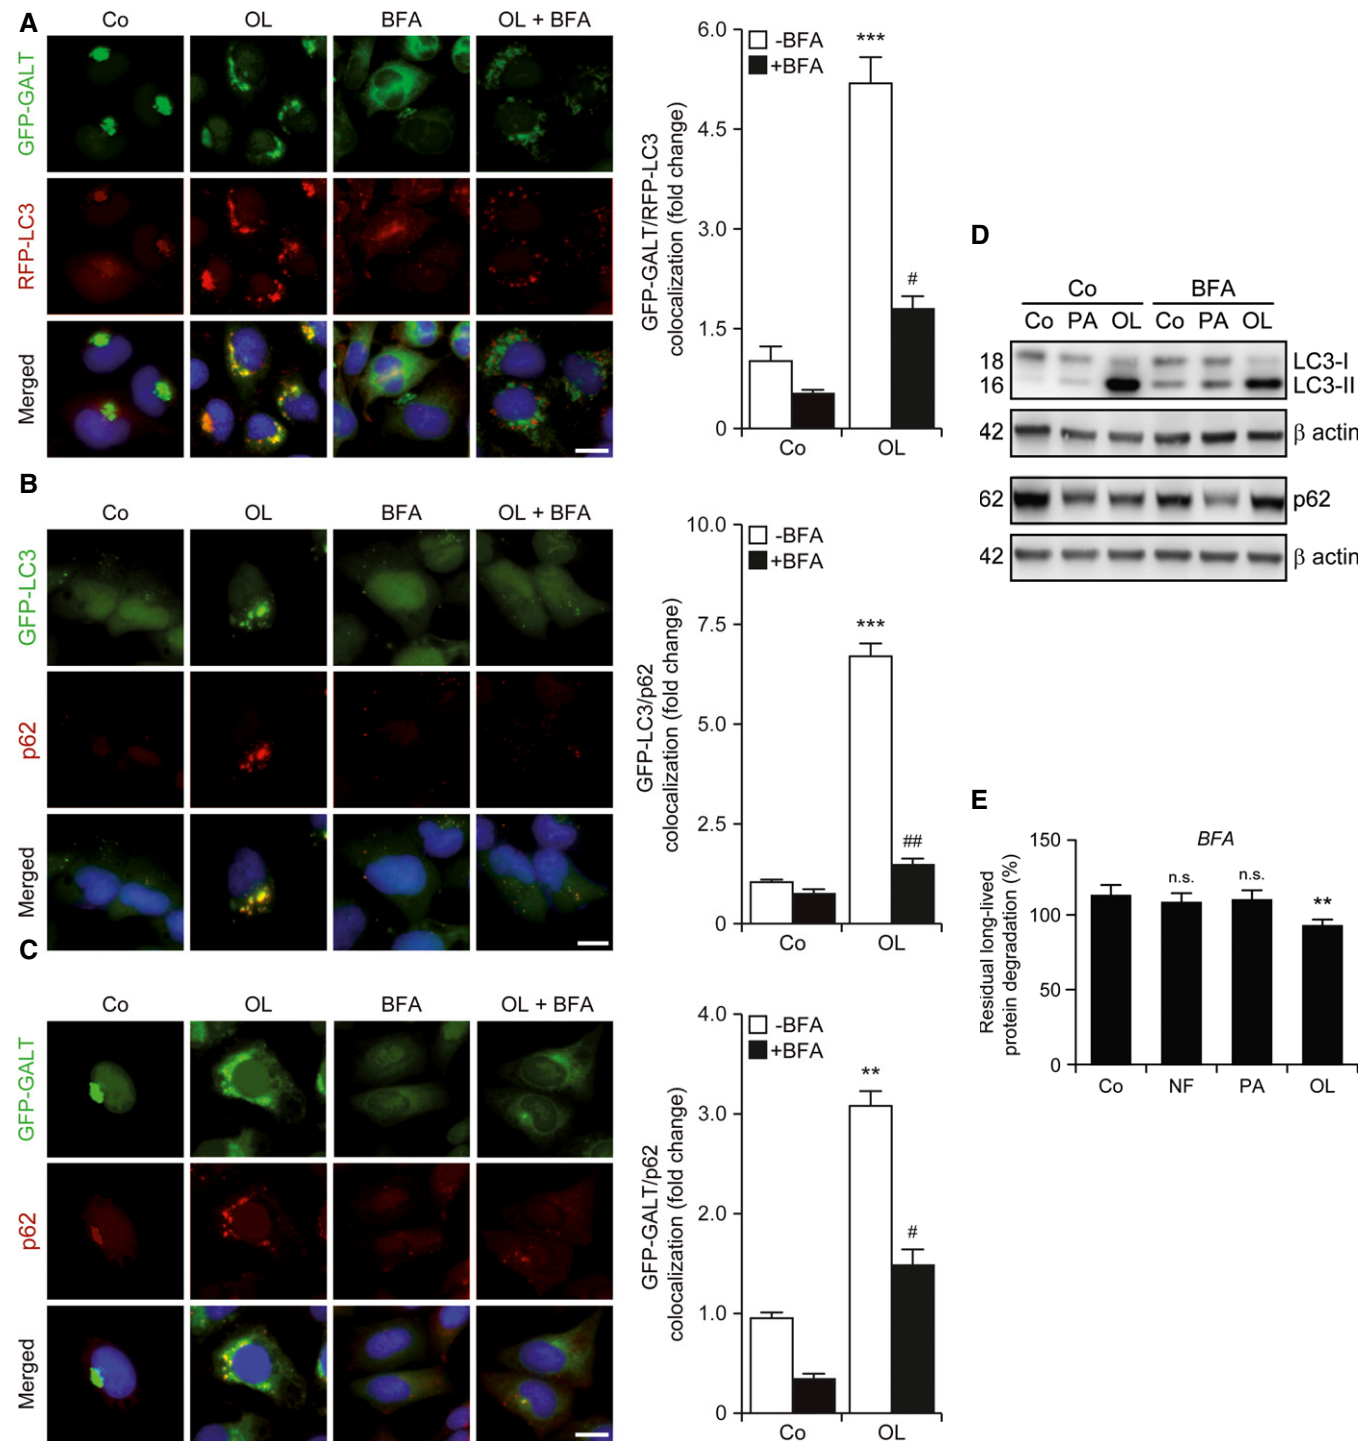 A
Co
OL
BFA
OL + BFA
GFP-GALT
RFP-LC3
Merged
GFP-GALT/RFP-LC3
colocalization (fold change)
6.0
4.5
3.0
1.5
0
-BFA
+BFA
***
#
Co
OL
B
Co
OL
BFA
OL + BFA
GFP-LC3
p62
Merged
GFP-LC3/p62
colocalization (fold change)
10.0
7.5
5.0
2.5
0
-BFA
+BFA
***
##
Co
OL
C
Co
OL
BFA
OL + BFA
GFP-GALT
p62
Merged
GFP-GALT/p62
colocalization (fold change)
4.0
3.0
2.0
1.0
0
-BFA
+BFA
**
#
Co
OL
D
Co BFA
Co PA OL Co PA OL
18 LC3-I
16 LC3-II
42 β actin
62 p62
42 β actin
E
BFA
Residual long-lived
protein degradation (%)
150
100
50
0
n.s.
n.s.
**
Co
NF
PA
OL